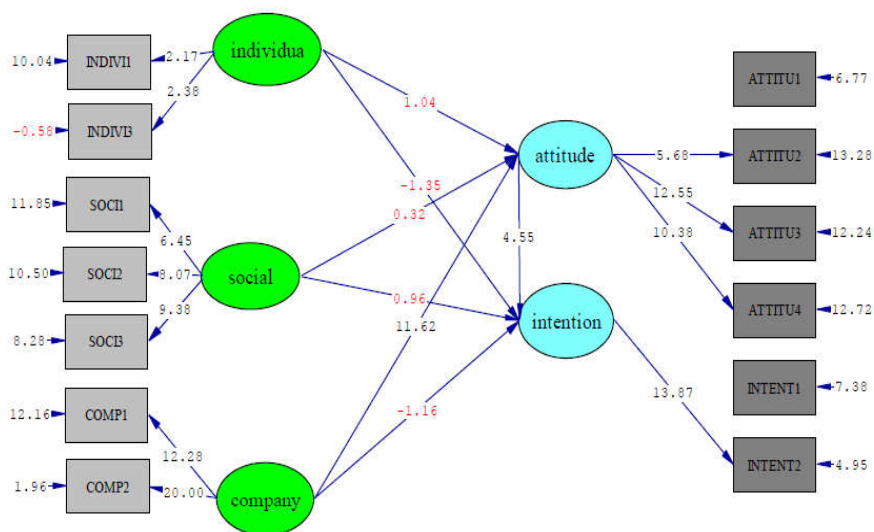 10.04
INDIVI1
2.17
individua
-0.58
INDIVI3
2.38
1.04
ATTITU1
6.77
attitude
5.68
ATTITU2
13.28
11.85
SOCI1
6.45
-1.35
0.32
12.55
ATTITU3
12.24
10.50
SOCI2
8.07
social
4.55
10.38
8.28
SOCI3
9.38
0.96
11.62
intention
ATTITU4
12.72
12.16
COMP1
12.28
-1.16
13.87
INTENT1
7.38
1.96
COMP2
20.00
company
INTENT2
4.95